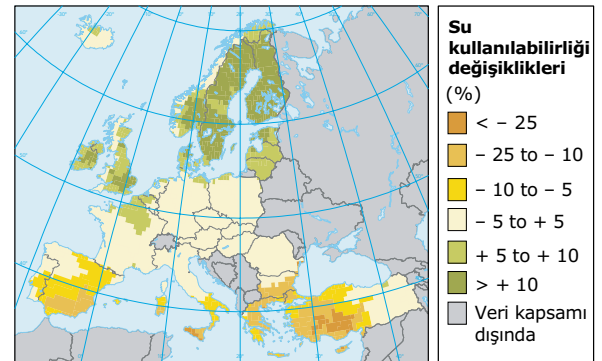 Su
kullanılabilirliği
değişiklikleri
(%)
< – 25
– 25 to – 10
– 10 to – 5
– 5 to + 5
+ 5 to + 10
> + 10
Veri kapsamı
dışında